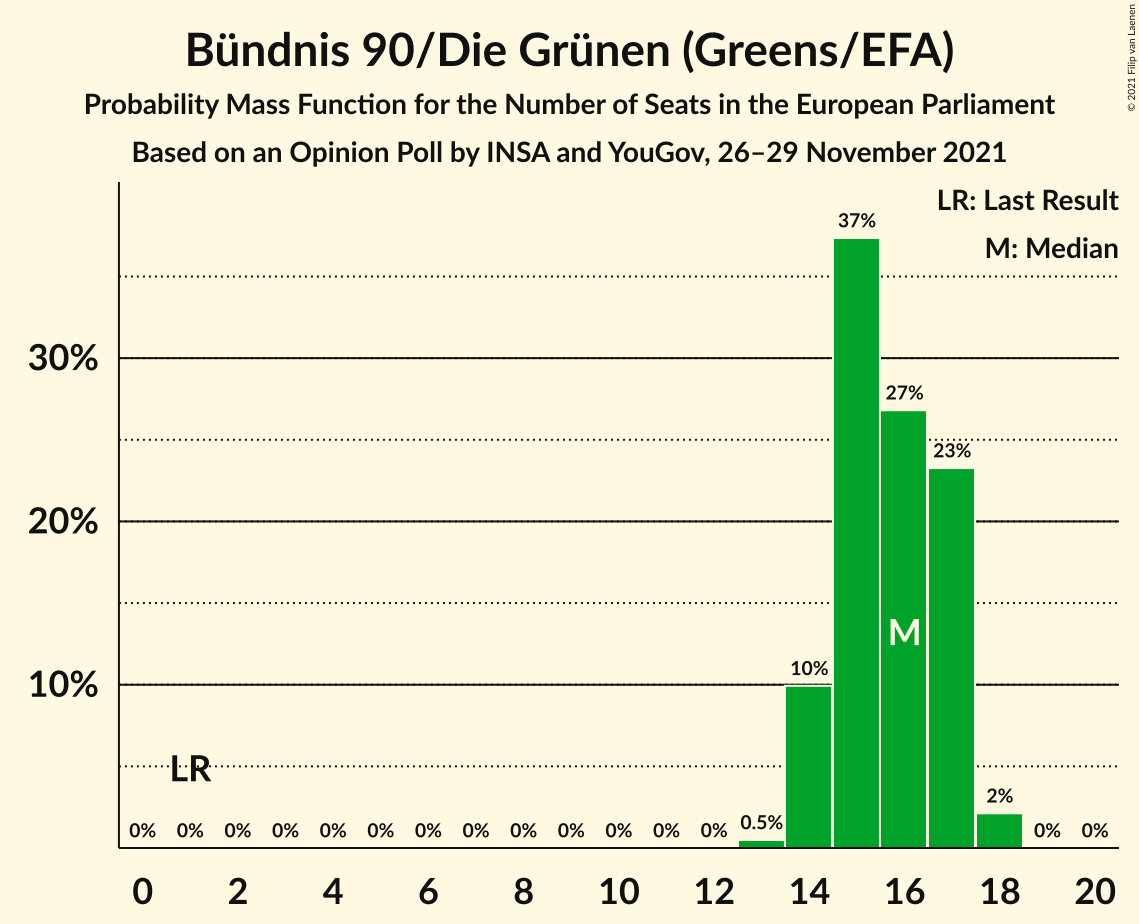 Bündnis 90/Die Grünen (Greens/EFA)
Probability Mass Function for the Number of Seats in the European Parliament
Based on an Opinion Poll by INSA and YouGov, 26–29 November 2021
© 2021 Filip van Laenen
LR: Last Result
M: Median
37%
30%
27%
23%
20%
M
10%
10%
LR
2%
0% 0% 0% 0% 0% 0% 0% 0% 0% 0% 0% 0% 0% 0.5% 0% 0%
0 2 4 6 8 10 12 14 16 18 20